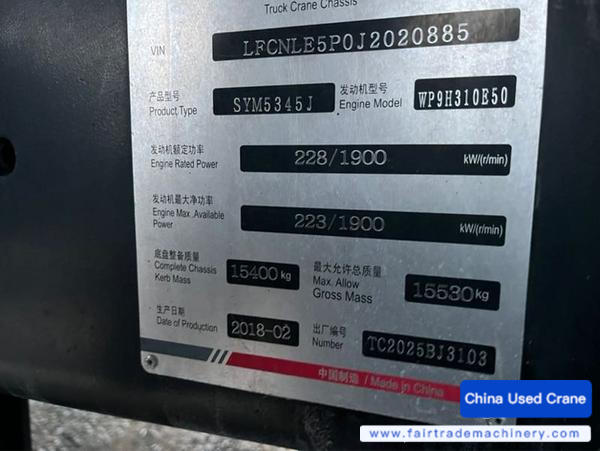 Truck Crane Chassis
VIN LFCNLE5P0J2020885
产品型号 发动机型号
Product Type SYM5345J Engine Model WP9H310E50
发动机额定功率
Engine Rated Power 228/1900 kW/(r/min)
发动机最大净功率
Engine Max .Available Power 223/1900 kW/(r/min)
底盘整备质量 最大允许总质量
Complete Chassis Kerb Mass 15400 kg Max. Allow Gross Mass 15530 kg
生产日期 出厂编号
Date of Production 2018-02 Number TC2025BJ3103
中国制造 / Made in China
China Used Crane
www.fairtrademachinery.com